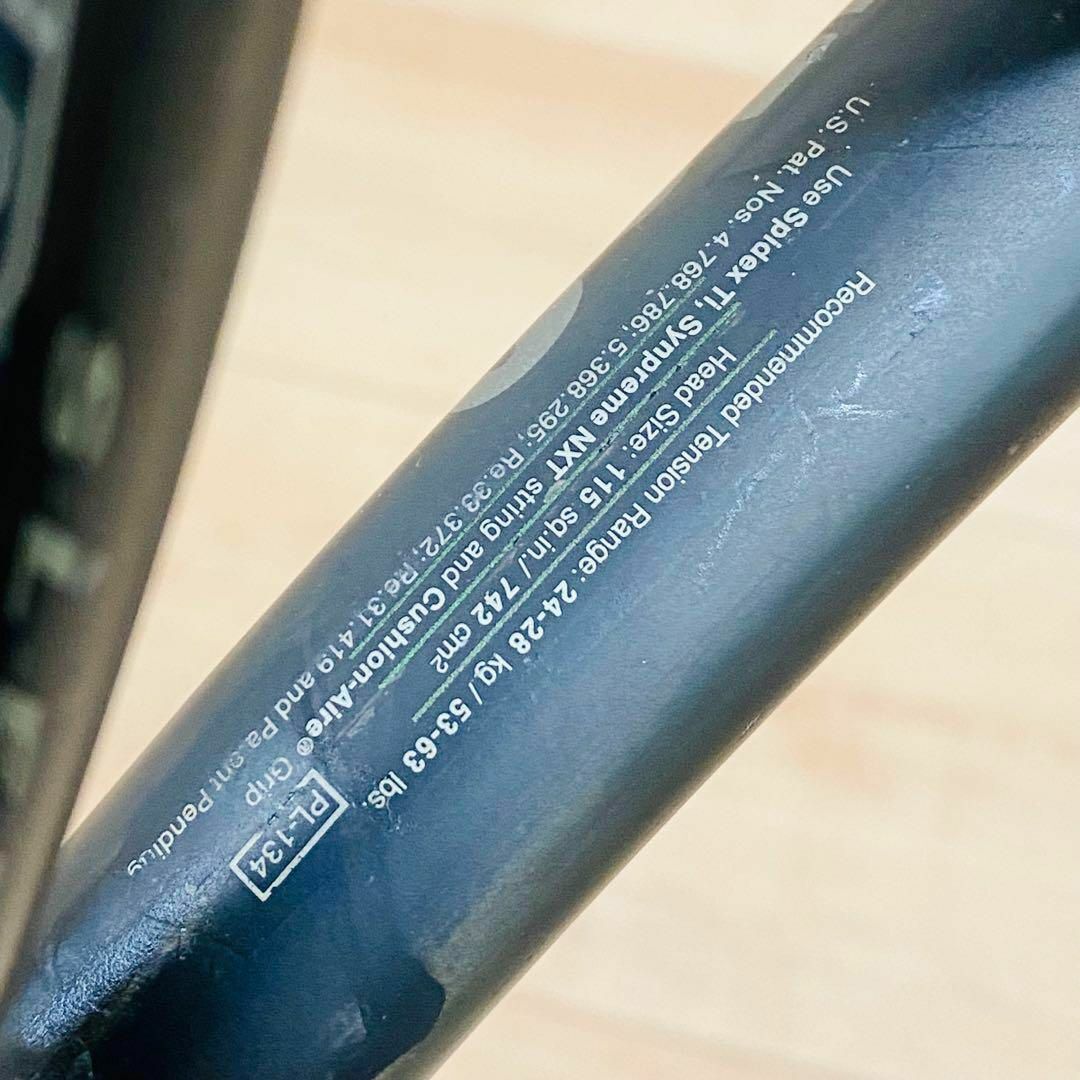 Recommended Tension Range: 24-28 kg / 53-63 lbs.
Head Size: 115 sq.in./ 742 cm²
Use Spidex Ti, Synpreme NXT string and Cushion-Aire® Grip
U.S. Pat. Nos. 4.768.786; 5.368.295; Re.33.372; Re.31.419 and Patent Pending
PL-134